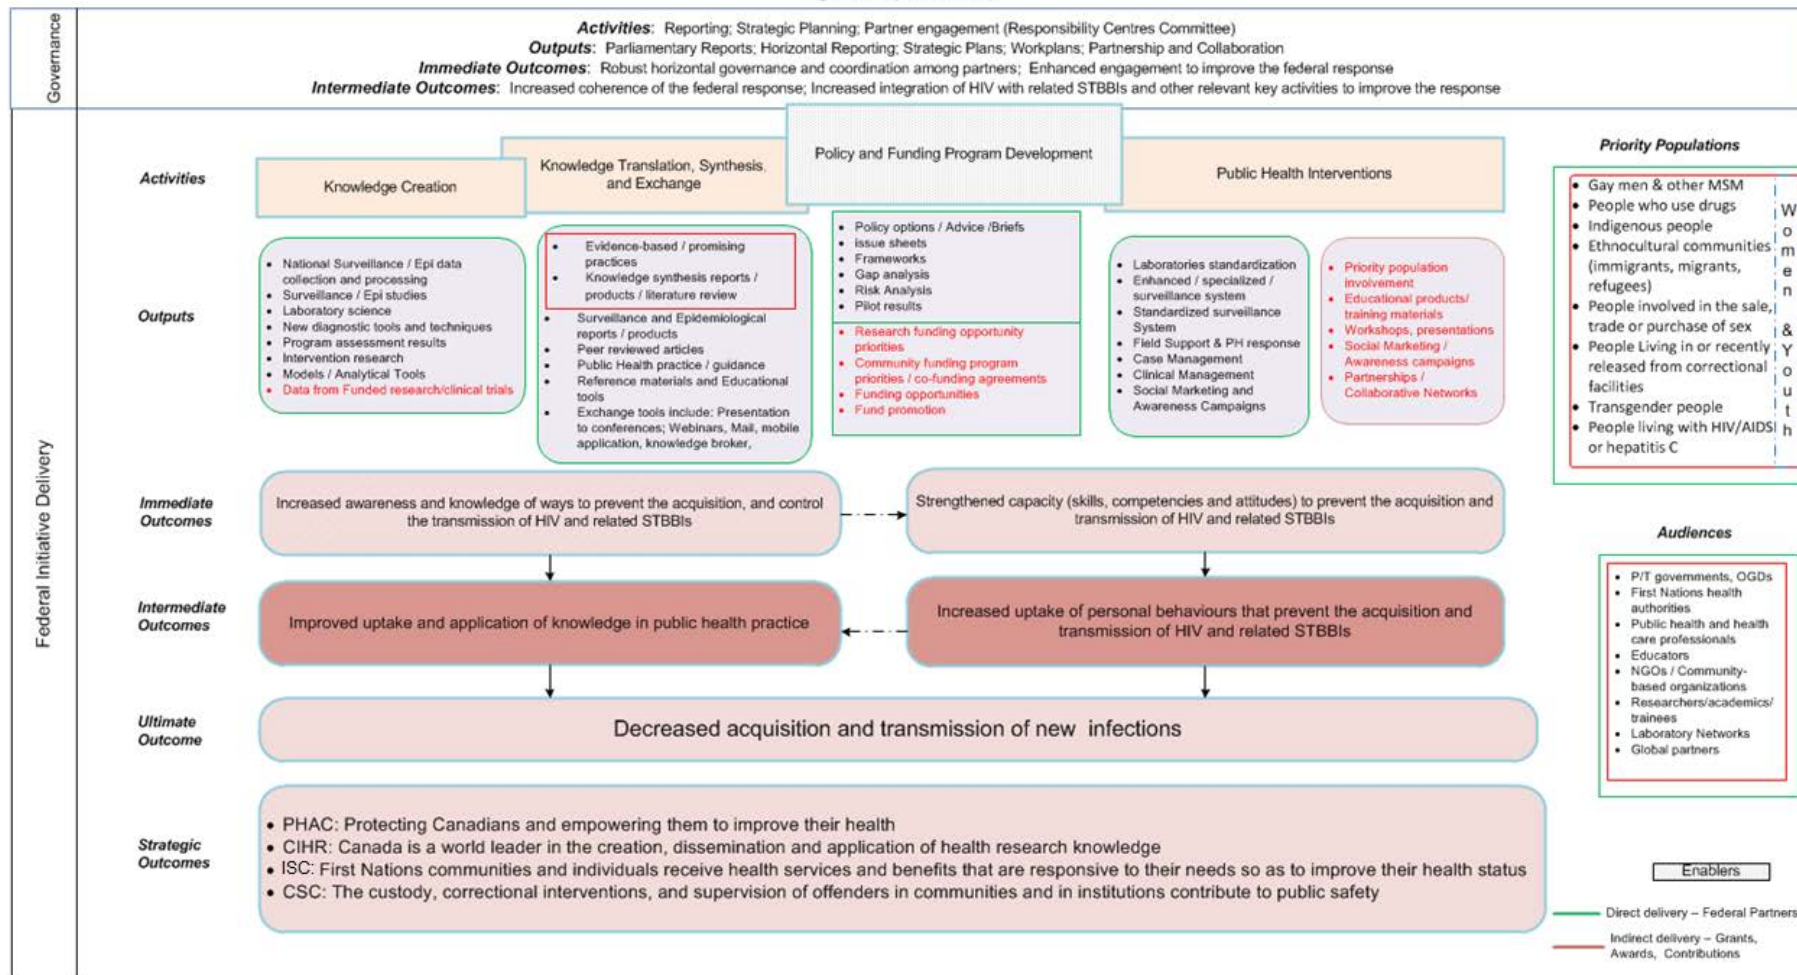 Governance
Activities: Reporting; Strategic Planning; Partner engagement (Responsibility Centres Committee)
Outputs: Parliamentary Reports; Horizontal Reporting; Strategic Plans; Workplans; Partnership and Collaboration
Immediate Outcomes: Robust horizontal governance and coordination among partners; Enhanced engagement to improve the federal response
Intermediate Outcomes: Increased coherence of the federal response; Increased integration of HIV with related STBBIs and other relevant key activities to improve the response
Federal Initiative Delivery
Activities
Knowledge Creation
Knowledge Translation, Synthesis,
and Exchange
Policy and Funding Program Development
Public Health Interventions
Outputs
• National Surveillance / Epi data
collection and processing
• Surveillance / Epi studies
• Laboratory science
• New diagnostic tools and techniques
• Program assessment results
• Intervention research
• Models / Analytical Tools
• Data from Funded research/clinical trials
• Evidence-based / promising
practices
• Knowledge synthesis reports /
products / literature review
• Surveillance and Epidemiological
reports / products
• Peer reviewed articles
• Public Health practice / guidance
• Reference materials and Educational
tools
• Exchange tools include: Presentation
to conferences; Webinars, Mail, mobile
application, knowledge broker,
• Policy options / Advice /Briefs
• issue sheets
• Frameworks
• Gap analysis
• Risk Analysis
• Pilot results
• Research funding opportunity
priorities
• Community funding program
priorities / co-funding agreements
• Funding opportunities
• Fund promotion
• Laboratories standardization
• Enhanced / specialized /
surveillance system
• Standardized surveillance
System
• Field Support & PH response
• Case Management
• Clinical Management
• Social Marketing and
Awareness Campaigns
• Priority population
involvement
• Educational products/
training materials
• Workshops, presentations
• Social Marketing /
Awareness campaigns
• Partnerships /
Collaborative Networks
Immediate
Outcomes
Increased awareness and knowledge of ways to prevent the acquisition, and control
the transmission of HIV and related STBBIs
Strengthened capacity (skills, competencies and attitudes) to prevent the acquisition and
transmission of HIV and related STBBIs
Intermediate
Outcomes
Improved uptake and application of knowledge in public health practice
Increased uptake of personal behaviours that prevent the acquisition and
transmission of HIV and related STBBIs
Ultimate
Outcome
Decreased acquisition and transmission of new infections
Strategic
Outcomes
• PHAC: Protecting Canadians and empowering them to improve their health
• CIHR: Canada is a world leader in the creation, dissemination and application of health research knowledge
• ISC: First Nations communities and individuals receive health services and benefits that are responsive to their needs so as to improve their health status
• CSC: The custody, correctional interventions, and supervision of offenders in communities and in institutions contribute to public safety
Priority Populations
• Gay men & other MSM
• People who use drugs
• Indigenous people
• Ethnocultural communities
(immigrants, migrants,
refugees)
• People involved in the sale,
trade or purchase of sex
• People Living in or recently
released from correctional
facilities
• Transgender people
• People living with HIV/AIDS
or hepatitis C
Women & Youth
Audiences
• P/T governments, OGDs
• First Nations health
authorities
• Public health and health
care professionals
• Educators
• NGOs / Community-
based organizations
• Researchers/academics/
trainees
• Laboratory Networks
• Global partners
Enablers
Direct delivery – Federal Partners
Indirect delivery – Grants,
Awards, Contributions